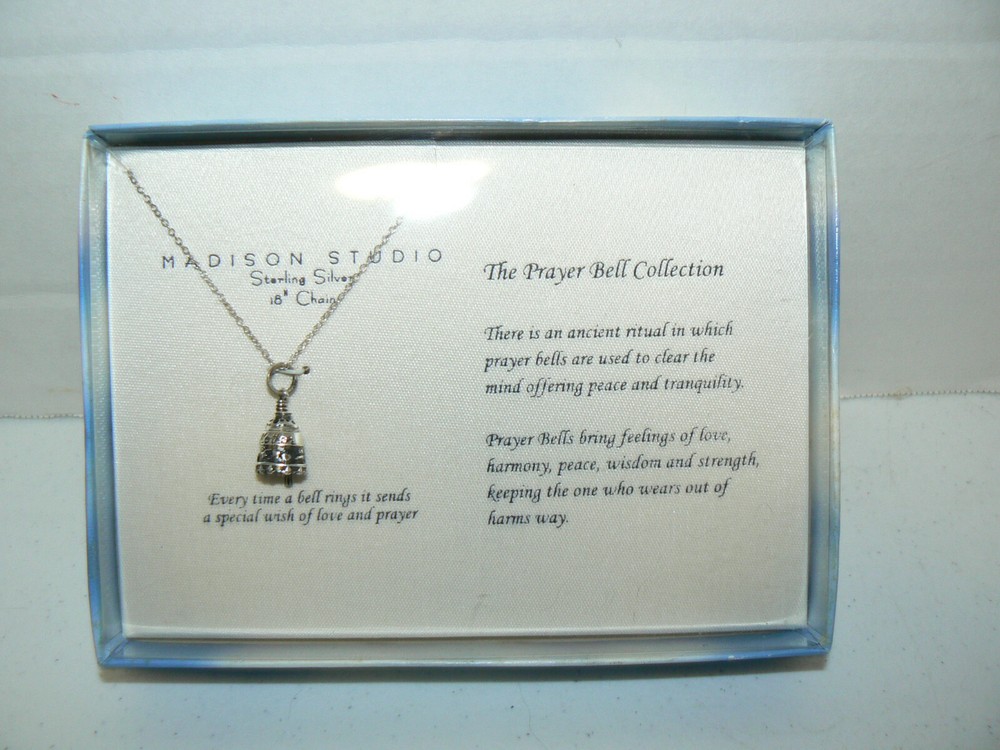 MADISON STUDIO
Sterling Silver
18" Chain
Every time a bell rings it sends
a special wish of love and prayer
The Prayer Bell Collection
There is an ancient ritual in which
prayer bells are used to clear the
mind offering peace and tranquility.
Prayer Bells bring feelings of love,
harmony, peace, wisdom and strength,
keeping the one who wears out of
harms way.